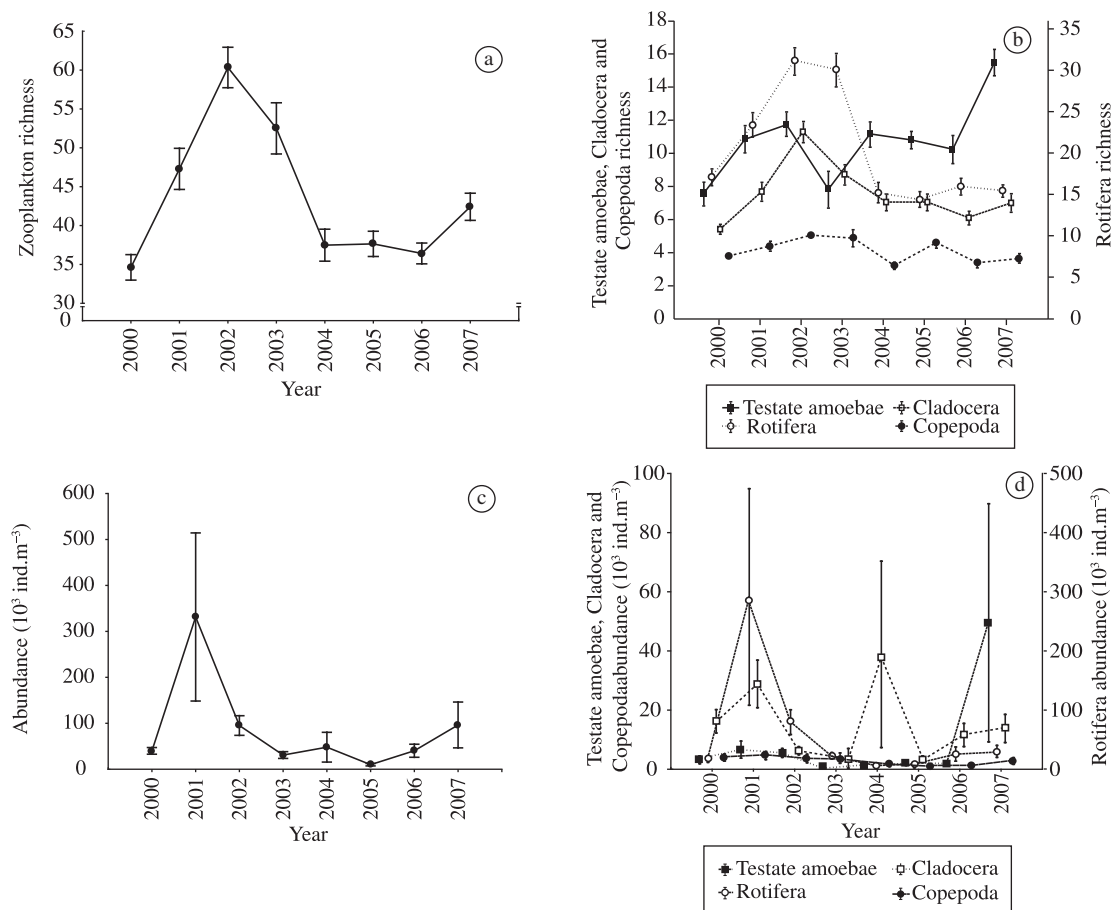 a
Zooplankton richness
65
60
55
50
45
40
35
30
0
2000 2001 2002 2003 2004 2005 2006 2007
Year
b
Testate amoebae, Cladocera and
Copepoda richness
18
16
14
12
10
8
6
4
2
0
Rotifera richness
35
30
25
20
15
10
5
0
2000 2001 2002 2003 2004 2005 2006 2007
Testate amoebae Cladocera
Rotifera Copepoda
c
Abundance (10³ ind.m⁻³)
600
500
400
300
200
100
0
2000 2001 2002 2003 2004 2005 2006 2007
Year
d
Testate amoebae, Cladocera and
Copepodaabundance (10³ ind.m⁻³)
100
80
60
40
20
0
Rotifera abundance (10³ ind.m⁻³)
500
400
300
200
100
0
2000 2001 2002 2003 2004 2005 2006 2007
Year
Testate amoebae Cladocera
Rotifera Copepoda